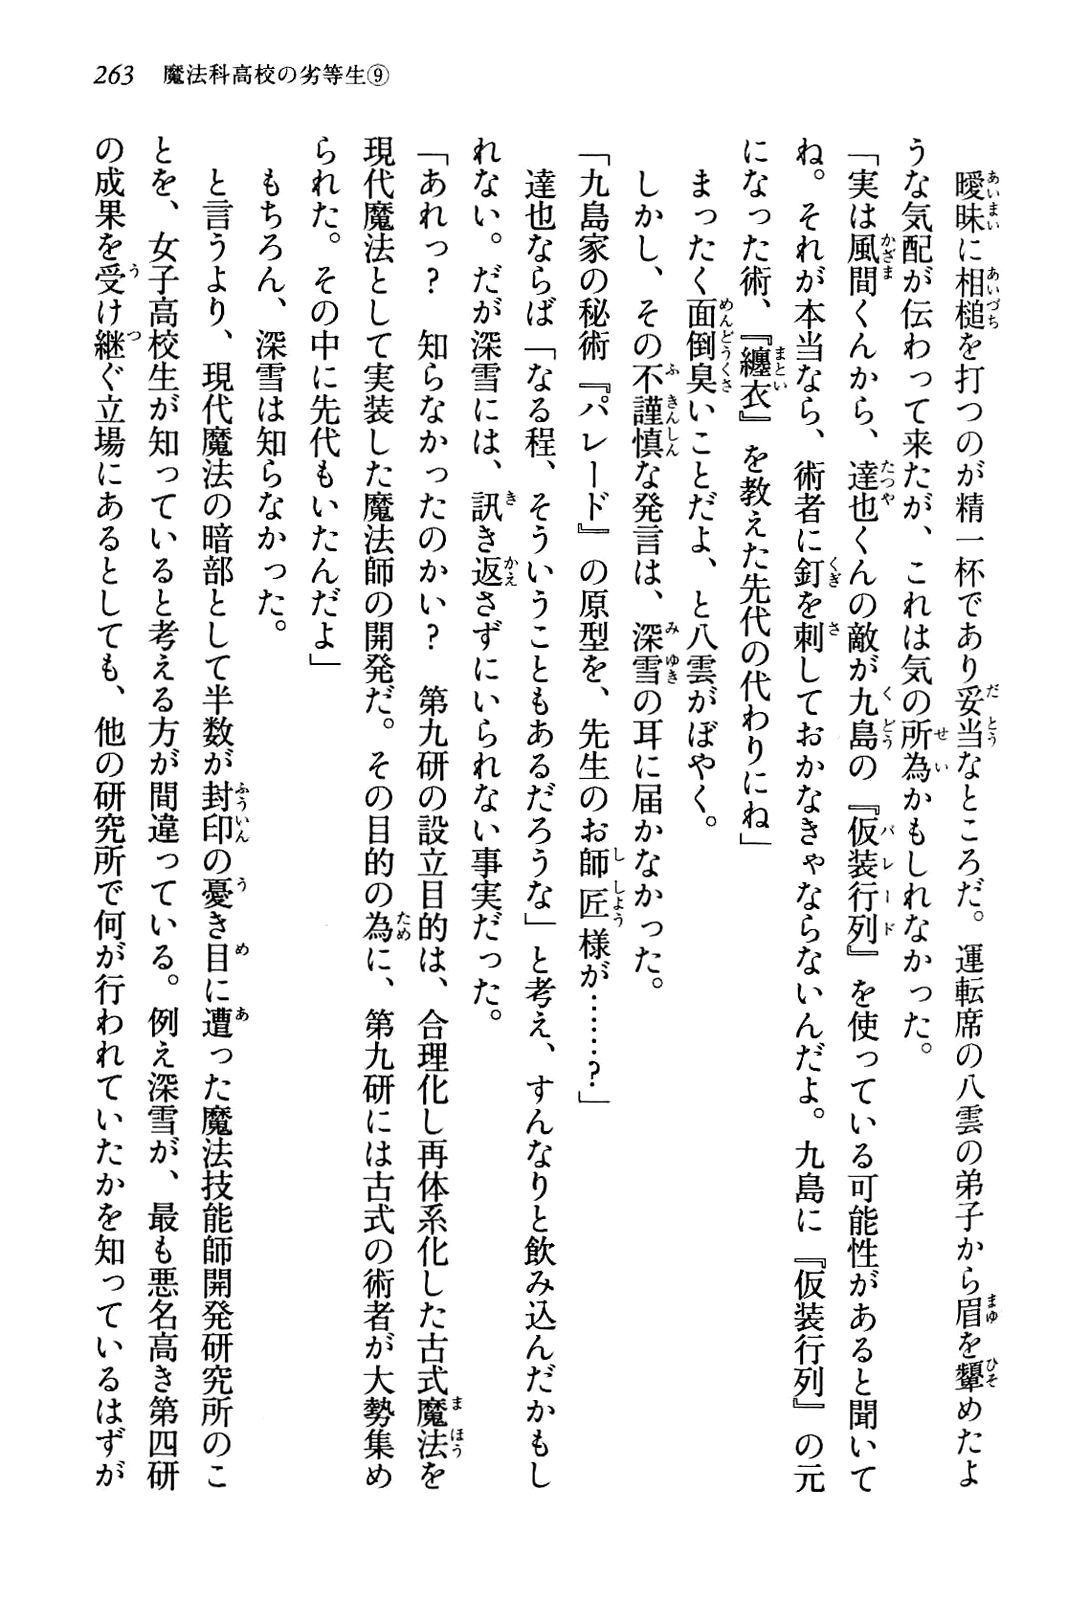 263　魔法科高校の劣等生⑨
　曖昧に相槌を打つのが精一杯であり妥当なところだ。運転席の八雲の弟子から眉を顰めたよ
うな気配が伝わって来たが、これは気の所為かもしれなかった。
「実は風間くんから、達也くんの敵が九島の『仮装行列』を使っている可能性があると聞いて
ね。それが本当なら、術者に釘を刺しておかなきゃならないんだよ。九島に『仮装行列』の元
になった術、『纏衣』を教えた先代の代わりにね」
　まったく面倒臭いことだよ、と八雲がぼやく。
　しかし、その不謹慎な発言は、深雪の耳に届かなかった。
「九島家の秘術『パレード』の原型を、先生のお師匠様が……？」
　達也ならば「なる程、そういうこともあるだろうな」と考え、すんなりと飲み込んだかもし
れない。だが深雪には、訊き返さずにいられない事実だった。
「あれっ？　知らなかったのかい？　第九研の設立目的は、合理化し再体系化した古式魔法を
現代魔法として実装した魔法師の開発だ。その目的の為に、第九研には古式の術者が大勢集め
られた。その中に先代もいたんだよ」
　もちろん、深雪は知らなかった。
　と言うより、現代魔法の暗部として半数が封印の憂き目に遭った魔法技能師開発研究所のこ
とを、女子高校生が知っていると考える方が間違っている。例え深雪が、最も悪名高き第四研
の成果を受け継ぐ立場にあるとしても、他の研究所で何が行われていたかを知っているはずが